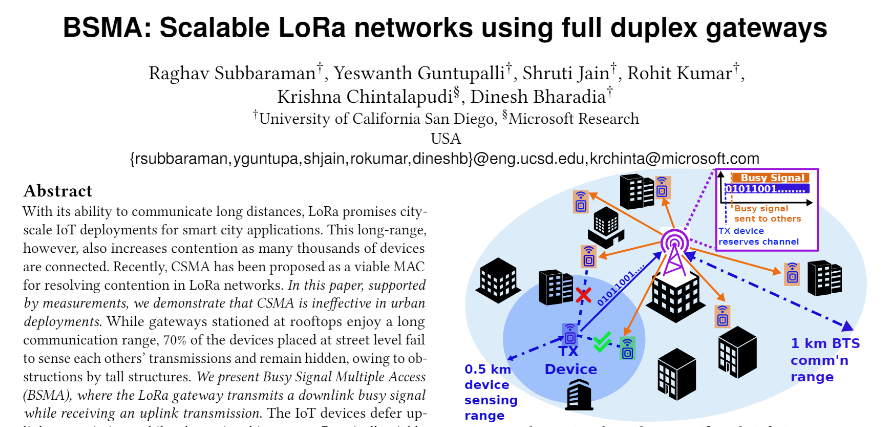 BSMA: Scalable LoRa networks using full duplex gateways
Raghav Subbaraman†, Yeswanth Guntupalli†, Shruti Jain†, Rohit Kumar†,
Krishna Chintalapudi§, Dinesh Bharadia†
†University of California San Diego, §Microsoft Research
USA
{rsubbaraman,yguntupa,shjain,rokumar,dineshb}@eng.ucsd.edu,krchinta@microsoft.com
Abstract
With its ability to communicate long distances, LoRa promises city-
scale IoT deployments for smart city applications. This long-range,
however, also increases contention as many thousands of devices
are connected. Recently, CSMA has been proposed as a viable MAC
for resolving contention in LoRa networks. In this paper, supported
by measurements, we demonstrate that CSMA is ineffective in urban
deployments. While gateways stationed at rooftops enjoy a long
communication range, 70% of the devices placed at street level fail
to sense each others' transmissions and remain hidden, owing to ob-
structions by tall structures. We present Busy Signal Multiple Access
(BSMA), where the LoRa gateway transmits a downlink busy signal
while receiving an uplink transmission. The IoT devices defer up-
Busy Signal
01011001........
Busy signal
sent to others
TX device
reserves channel
01011001...
TX
Device
0.5 km
device
sensing
range
1 km BTS
comm'n
range